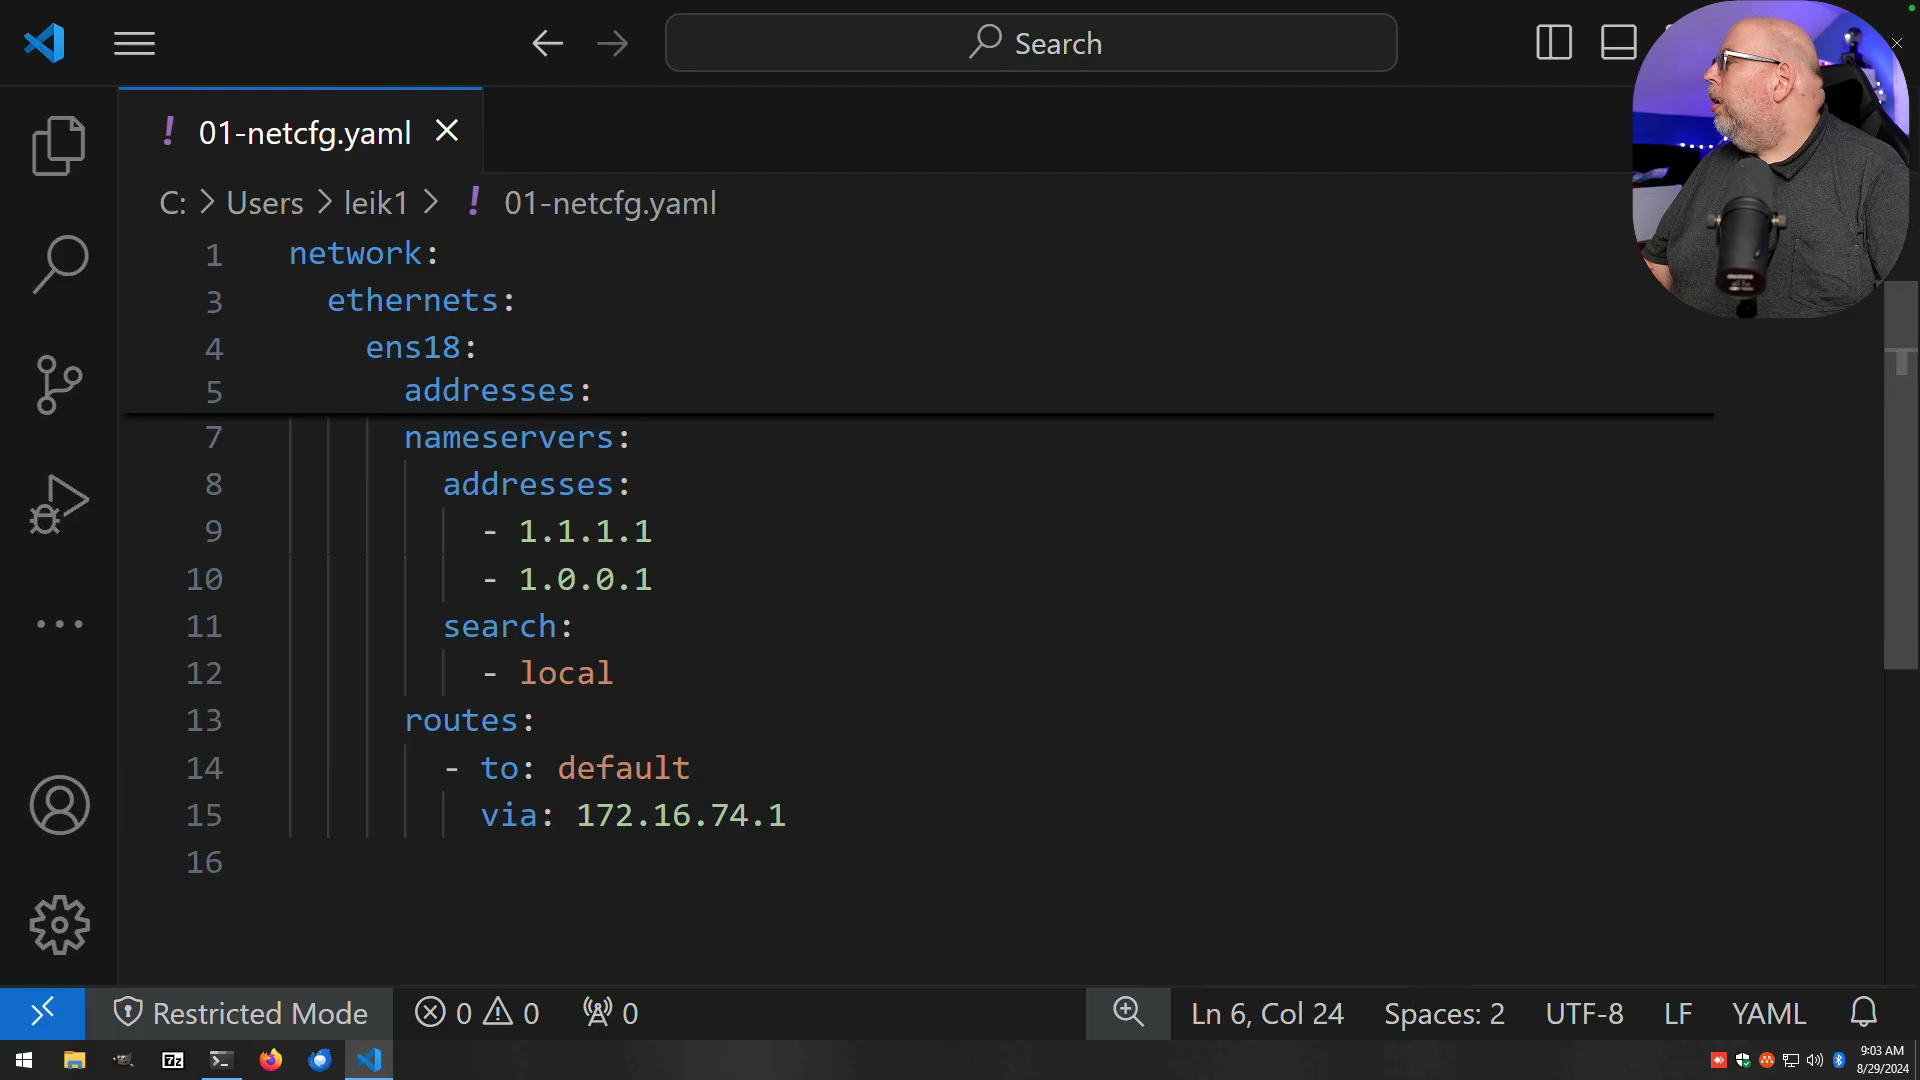 Search
01-netcfg.yaml
C: > Users > leik1 > ! 01-netcfg.yaml
1 network:
3 ethernets:
4 ens18:
5 addresses:
7 nameservers:
8 addresses:
9 - 1.1.1.1
10 - 1.0.0.1
11 search:
12 - local
13 routes:
14 - to: default
15 via: 172.16.74.1
16
Restricted Mode 0 0 0 Ln 6, Col 24 Spaces: 2 UTF-8 LF YAML
7z
9:03 AM
8/29/2024